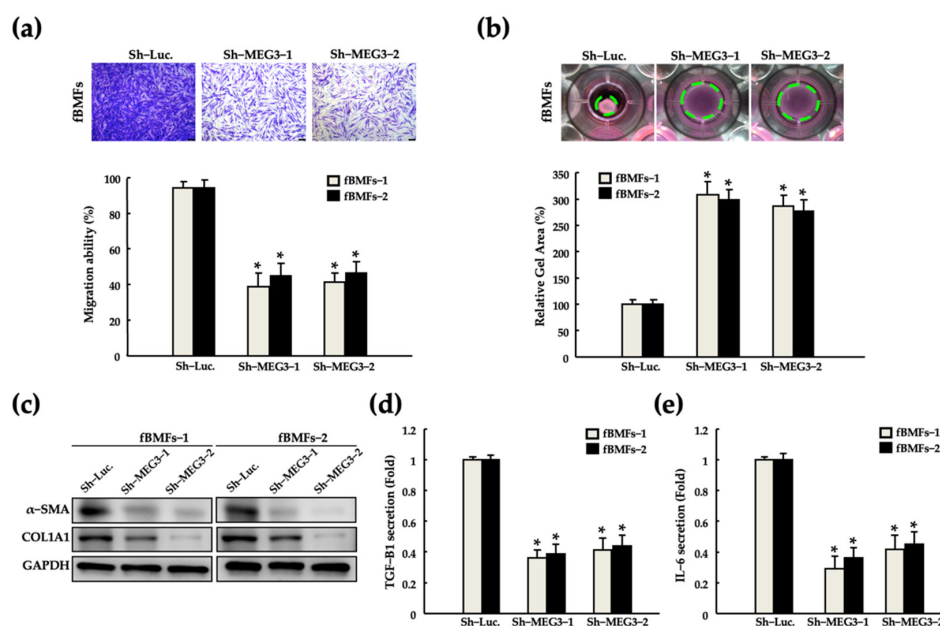 (a)
Sh–Luc. Sh–MEG3–1 Sh–MEG3–2
fBMFs
fBMFs–1
fBMFs–2
Migration ability (%)
100
80
60
40
20
0
* * * *
Sh–Luc. Sh–MEG3–1 Sh–MEG3–2
(b)
Sh–Luc. Sh–MEG3–1 Sh–MEG3–2
fBMFs
fBMFs–1
fBMFs–2
Relative Gel Area (%)
350
300
250
200
150
100
50
0
* * * *
Sh–Luc. Sh–MEG3–1 Sh–MEG3–2
(c)
fBMFs–1 fBMFs–2
Sh–Luc. Sh–MEG3–1 Sh–MEG3–2 Sh–Luc. Sh–MEG3–1 Sh–MEG3–2
α–SMA
COL1A1
GAPDH
(d)
fBMFs–1
fBMFs–2
TGF–B1 secretion (Fold)
1.2
1
0.8
0.6
0.4
0.2
0
* * * *
Sh–Luc. Sh–MEG3–1 Sh–MEG3–2
(e)
fBMFs–1
fBMFs–2
IL–6 secretion (Fold)
1.2
1
0.8
0.6
0.4
0.2
0
* * * *
Sh–Luc. Sh–MEG3–1 Sh–MEG3–2